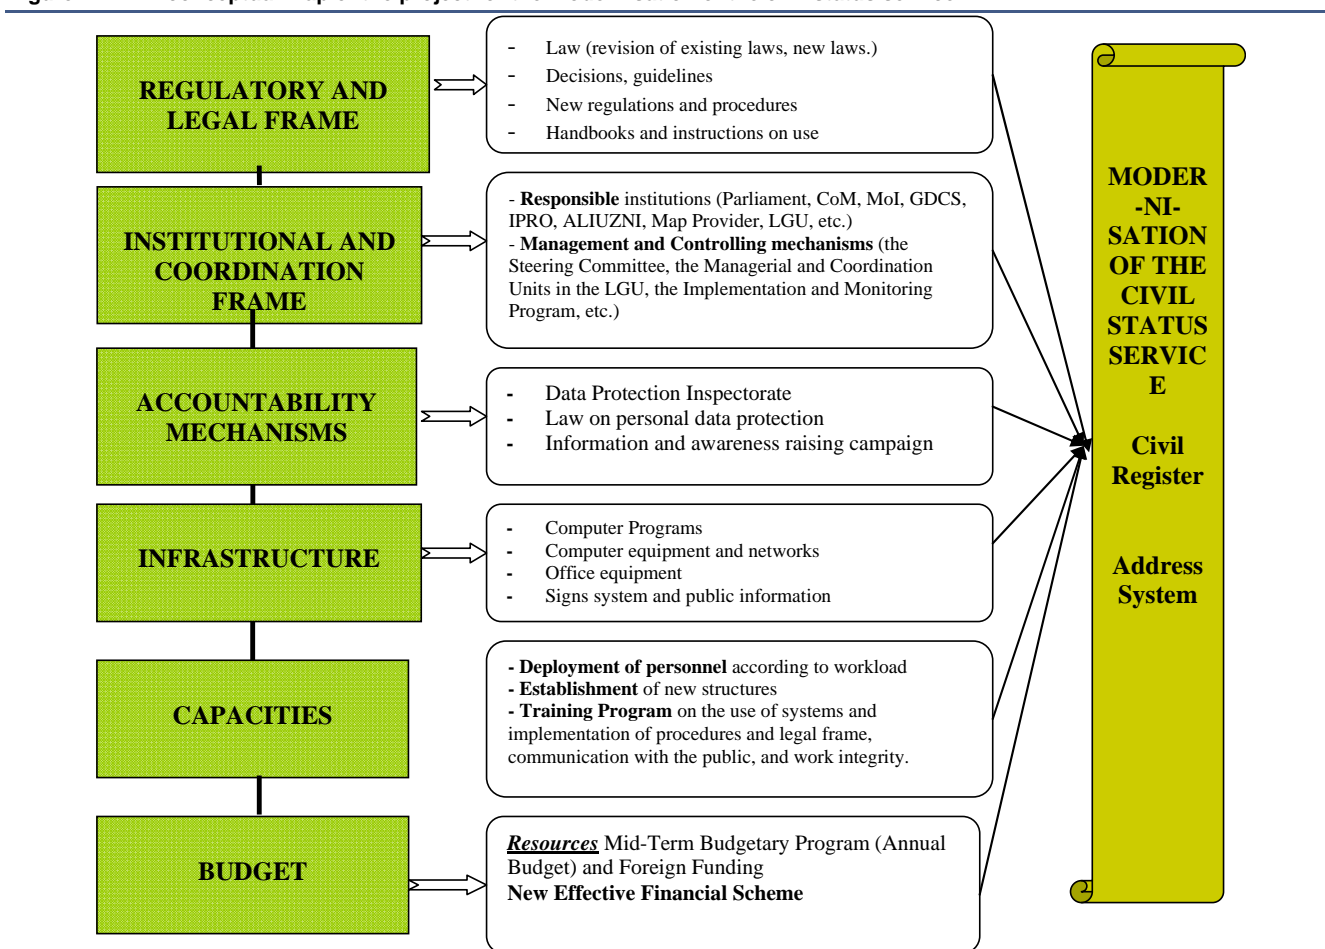 REGULATORY AND
LEGAL FRAME
- Law (revision of existing laws, new laws.)
- Decisions, guidelines
- New regulations and procedures
- Handbooks and instructions on use
INSTITUTIONAL AND
COORDINATION
FRAME
- Responsible institutions (Parliament, CoM, MoI, GDCS,
IPRO, ALIUZNI, Map Provider, LGU, etc.)
- Management and Controlling mechanisms (the
Steering Committee, the Managerial and Coordination
Units in the LGU, the Implementation and Monitoring
Program, etc.)
ACCOUNTABILITY
MECHANISMS
- Data Protection Inspectorate
- Law on personal data protection
- Information and awareness raising campaign
INFRASTRUCTURE
- Computer Programs
- Computer equipment and networks
- Office equipment
- Signs system and public information
CAPACITIES
- Deployment of personnel according to workload
- Establishment of new structures
- Training Program on the use of systems and
implementation of procedures and legal frame,
communication with the public, and work integrity.
BUDGET
Resources Mid-Term Budgetary Program (Annual
Budget) and Foreign Funding
New Effective Financial Scheme
MODER
-NI-
SATION
OF THE
CIVIL
STATUS
SERVIC
E
Civil
Register
Address
System